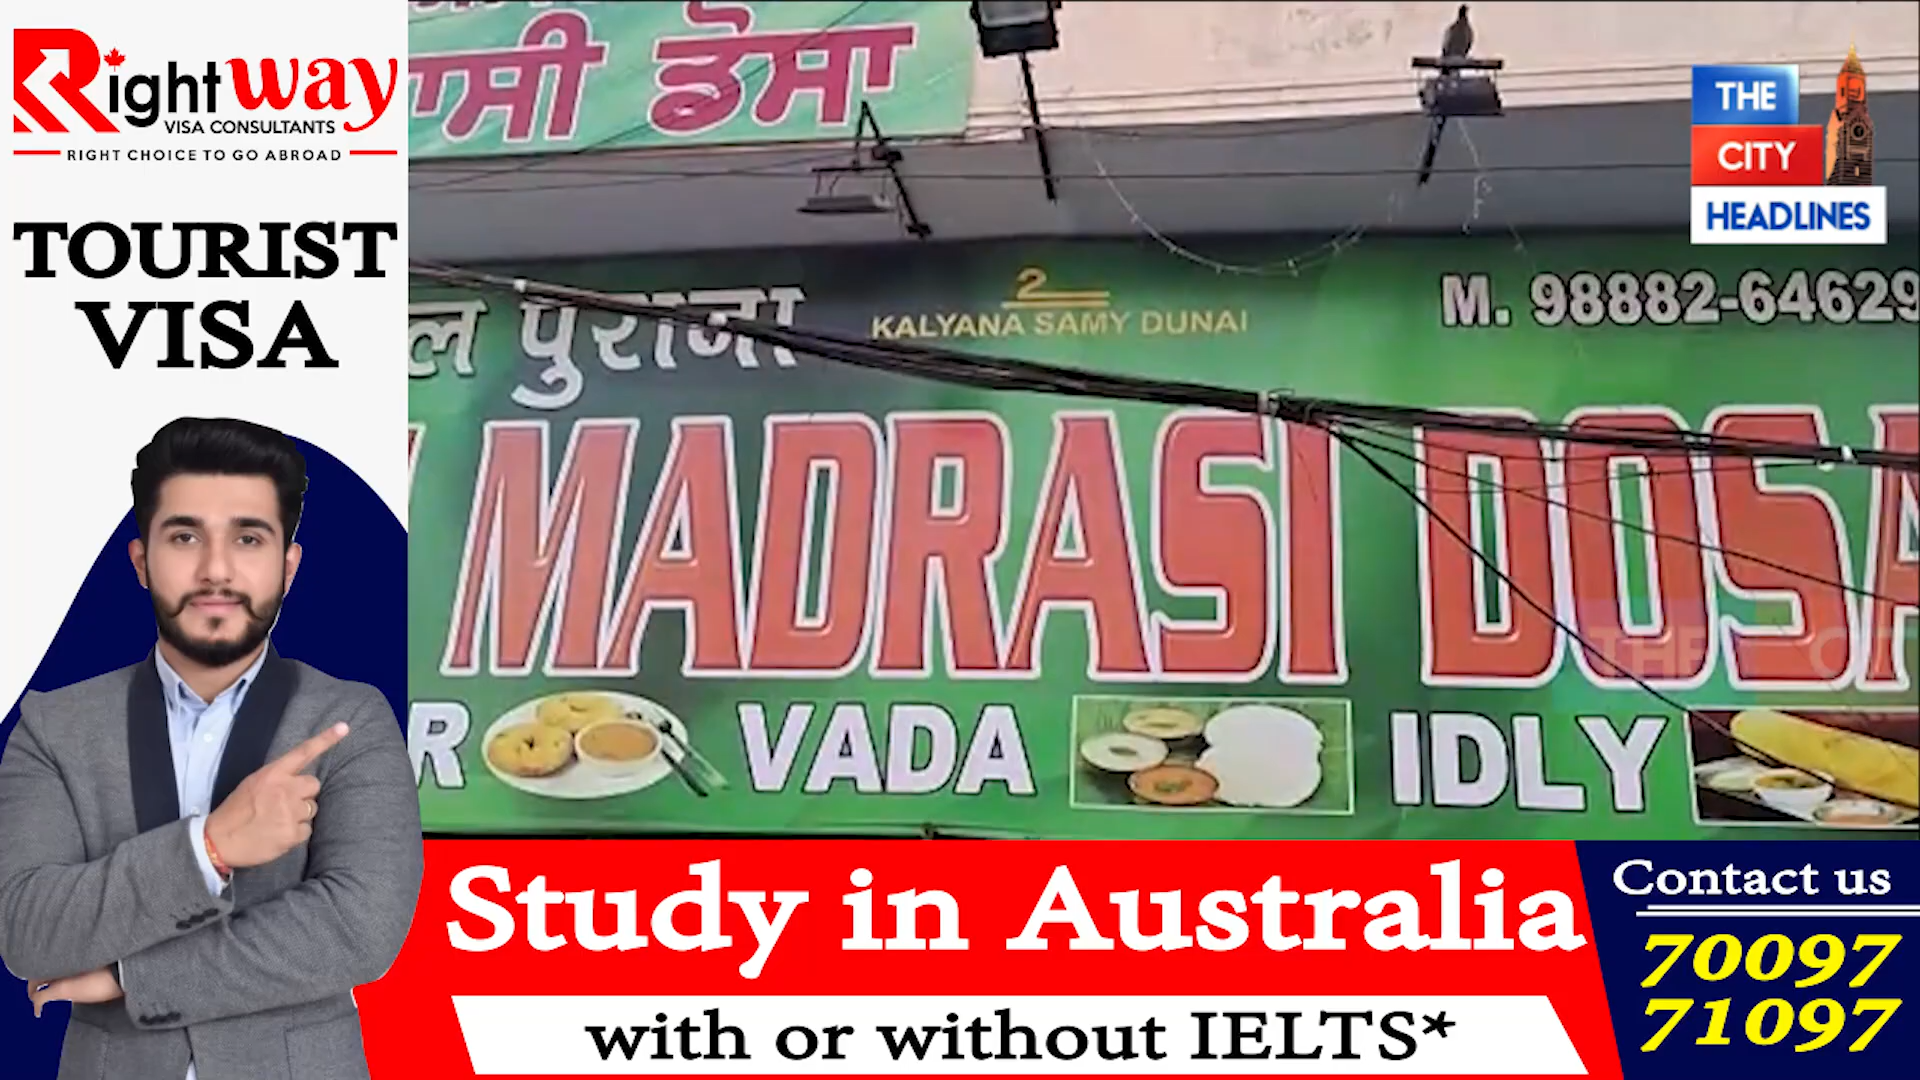 Rightway
VISA CONSULTANTS
RIGHT CHOICE TO GO ABROAD
TOURIST
VISA
ਡੋਸਾ
THE
CITY
HEADLINES
पुराना
2
KALYANA SAMY DUNAI
M. 98882-64629
MADRASI DOSA
VADA
IDLY
Study in Australia
with or without IELTS*
Contact us
70097
71097